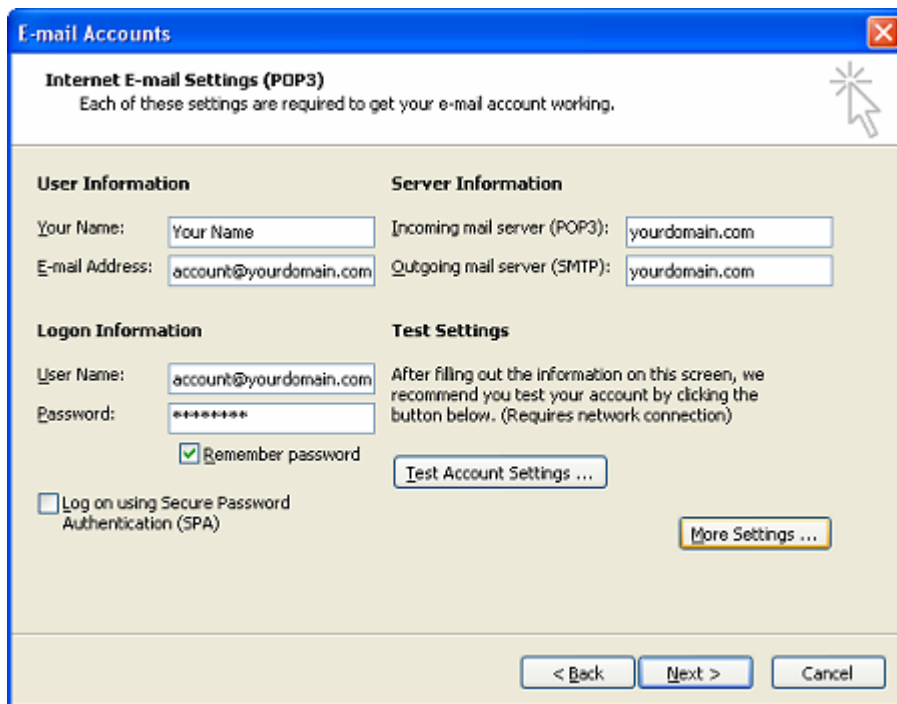 E-mail Accounts
Internet E-mail Settings (POP3)
Each of these settings are required to get your e-mail account working.
User Information
Your Name: Your Name
E-mail Address: account@yourdomain.com
Server Information
Incoming mail server (POP3): yourdomain.com
Outgoing mail server (SMTP): yourdomain.com
Logon Information
User Name: account@yourdomain.com
Password: ********
Remember password
Log on using Secure Password
Authentication (SPA)
Test Settings
After filling out the information on this screen, we
recommend you test your account by clicking the
button below. (Requires network connection)
Test Account Settings ...
More Settings ...
< Back
Next >
Cancel